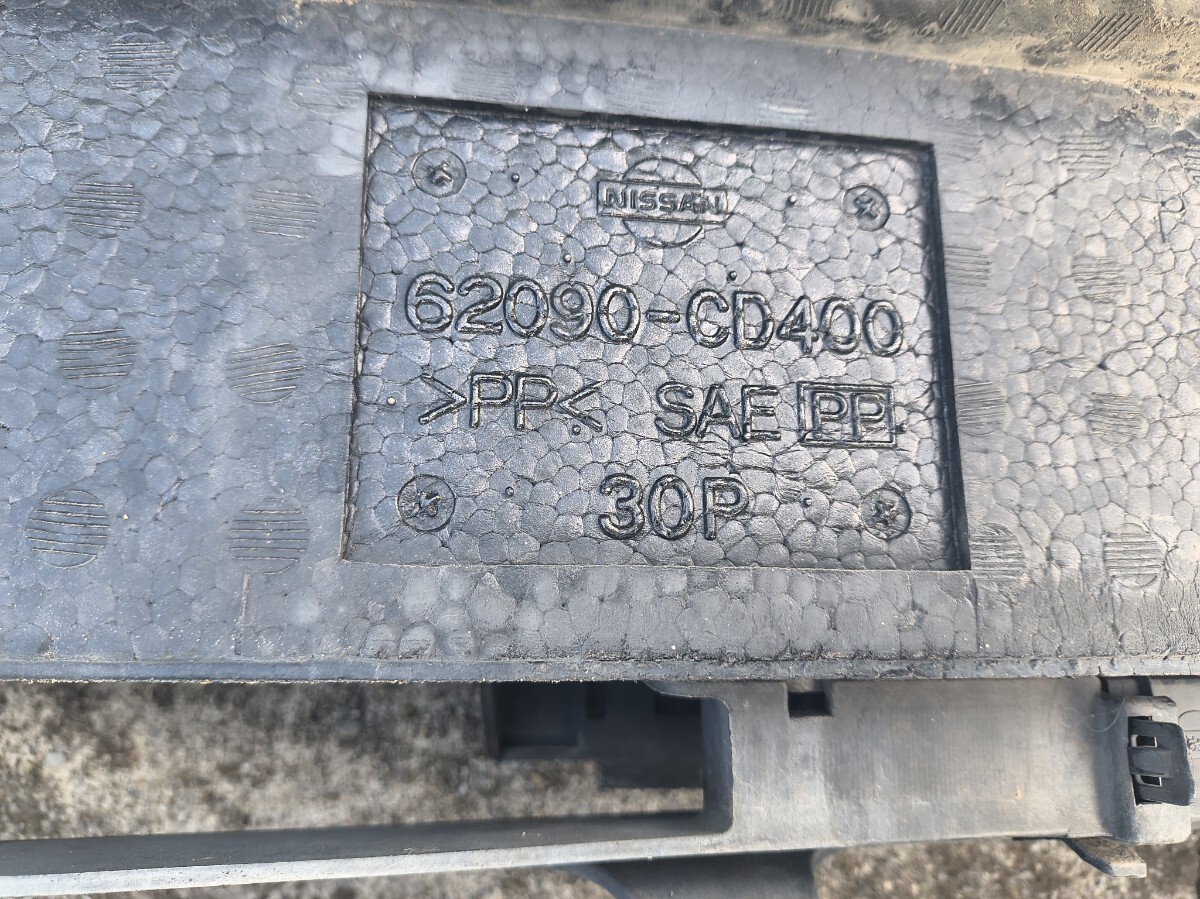 NISSAN
62090-CD400
>PP< SAE PP
30P